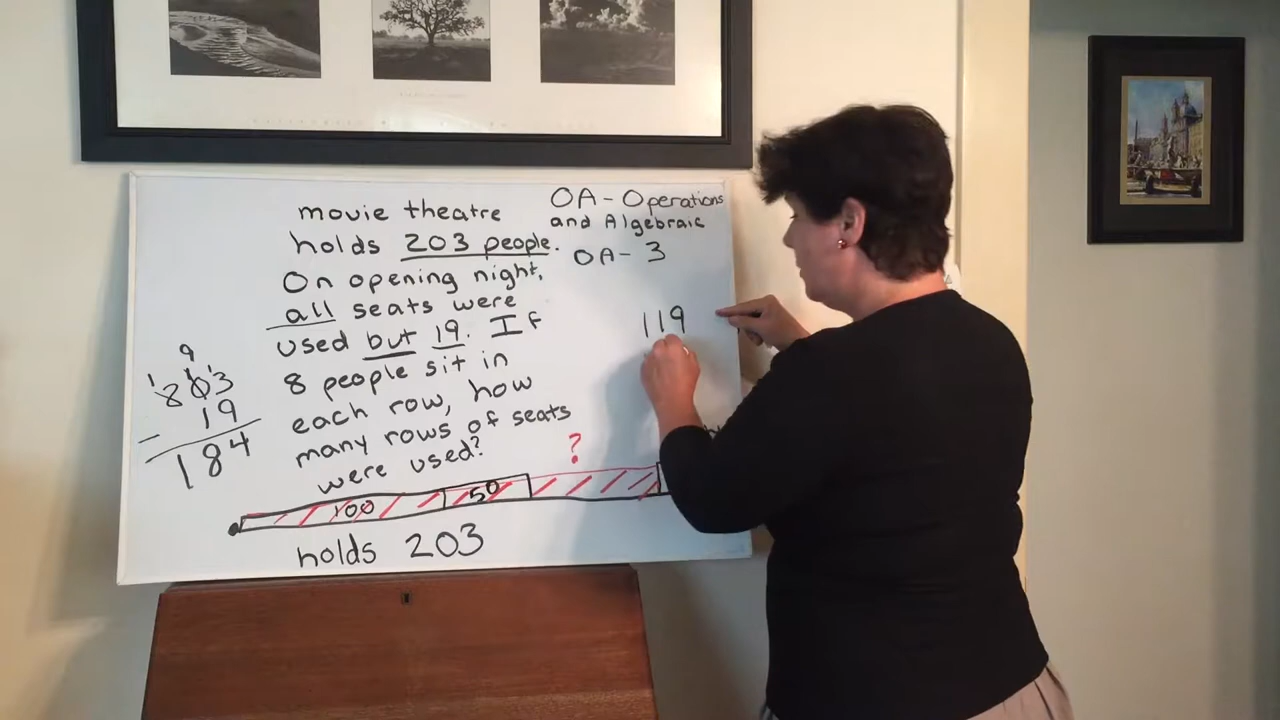 movie theatre
holds 203 people.
On opening night,
all seats were
used but 19. If
8 people sit in
each row, how
many rows of seats
were used?
OA - Operations
and Algebraic
OA - 3
119
9
1 1
803
- 19
184
?
100 50
holds 203